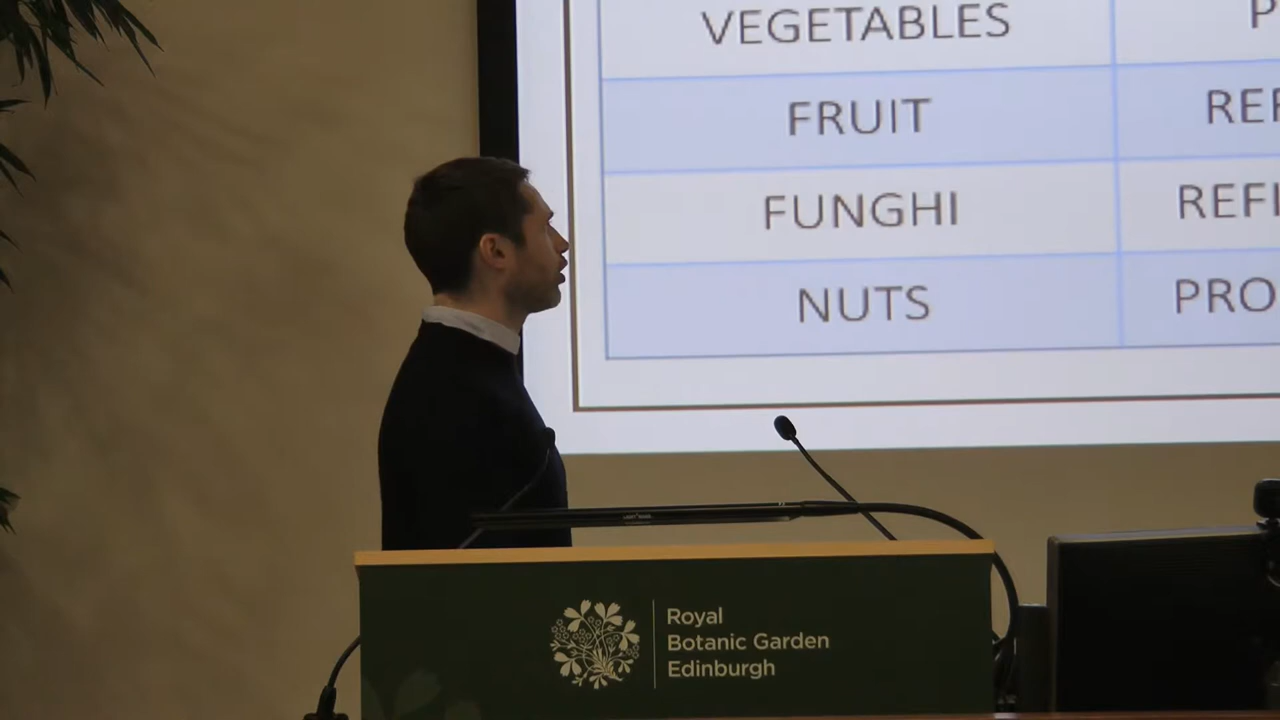 VEGETABLES
FRUIT
FUNGHI
NUTS
Royal
Botanic Garden
Edinburgh